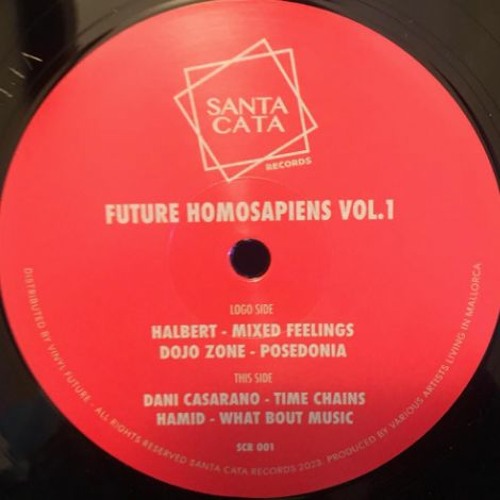 SANTA
CATA
RECORDS
FUTURE HOMOSAPIENS VOL.1
LOGO SIDE
HALBERT - MIXED FEELINGS
DOJO ZONE - POSEDONIA
THIS SIDE
DANI CASARANO - TIME CHAINS
HAMID - WHAT BOUT MUSIC
SCR 001
DISTRIBUTED BY VINYL FUTURE - ALL RIGHTS RESERVED SANTA CATA RECORDS 2023. PRODUCED BY VARIOUS ARTISTS LIVING IN MALLORCA